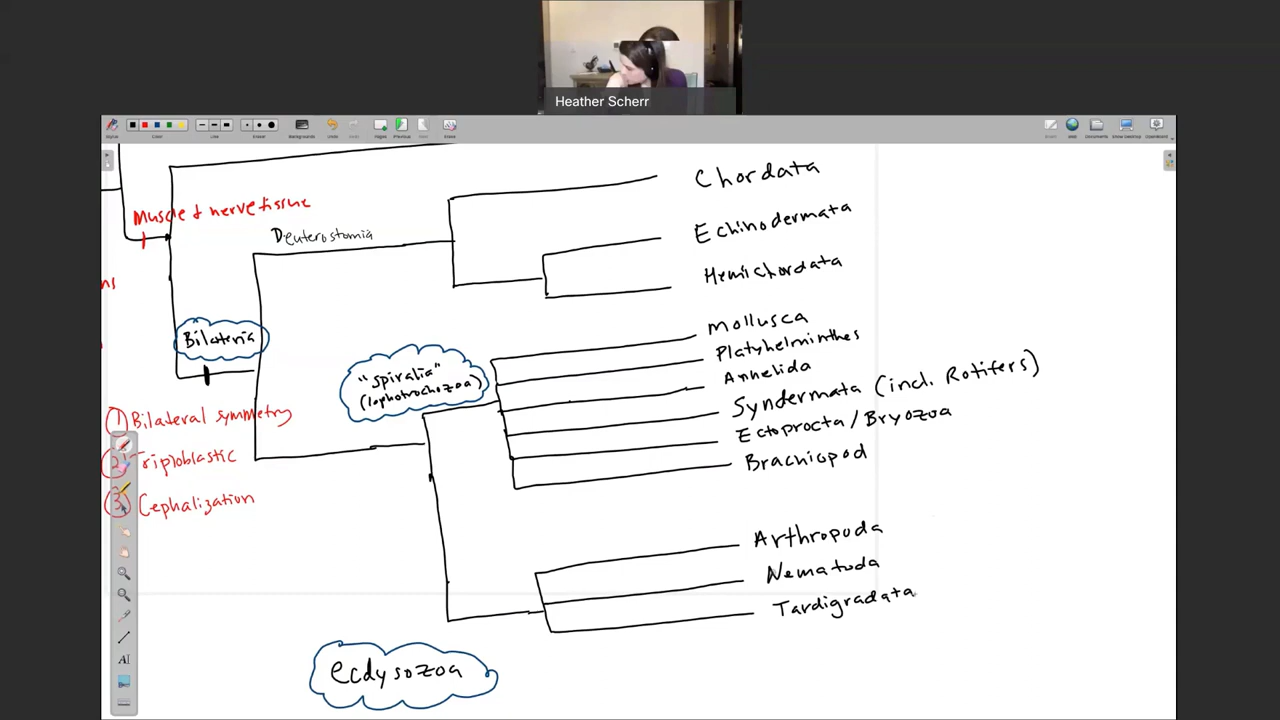 Heather Scherr
Chordata
Muscle & nerve tissue
Deuterostomia
Echinodermata
Hemichordata
ns
Bilateria
Mollusca
Platyhelminthes
Annelida
"spiralia"
(lophotrochozoa)
Syndermata (incl. Rotifers)
Ectoprocta/Bryozoa
Brachiopod
① Bilateral symmetry
② Triploblastic
③ Cephalization
Arthropoda
Nematoda
Tardigradata
ecdysozoa